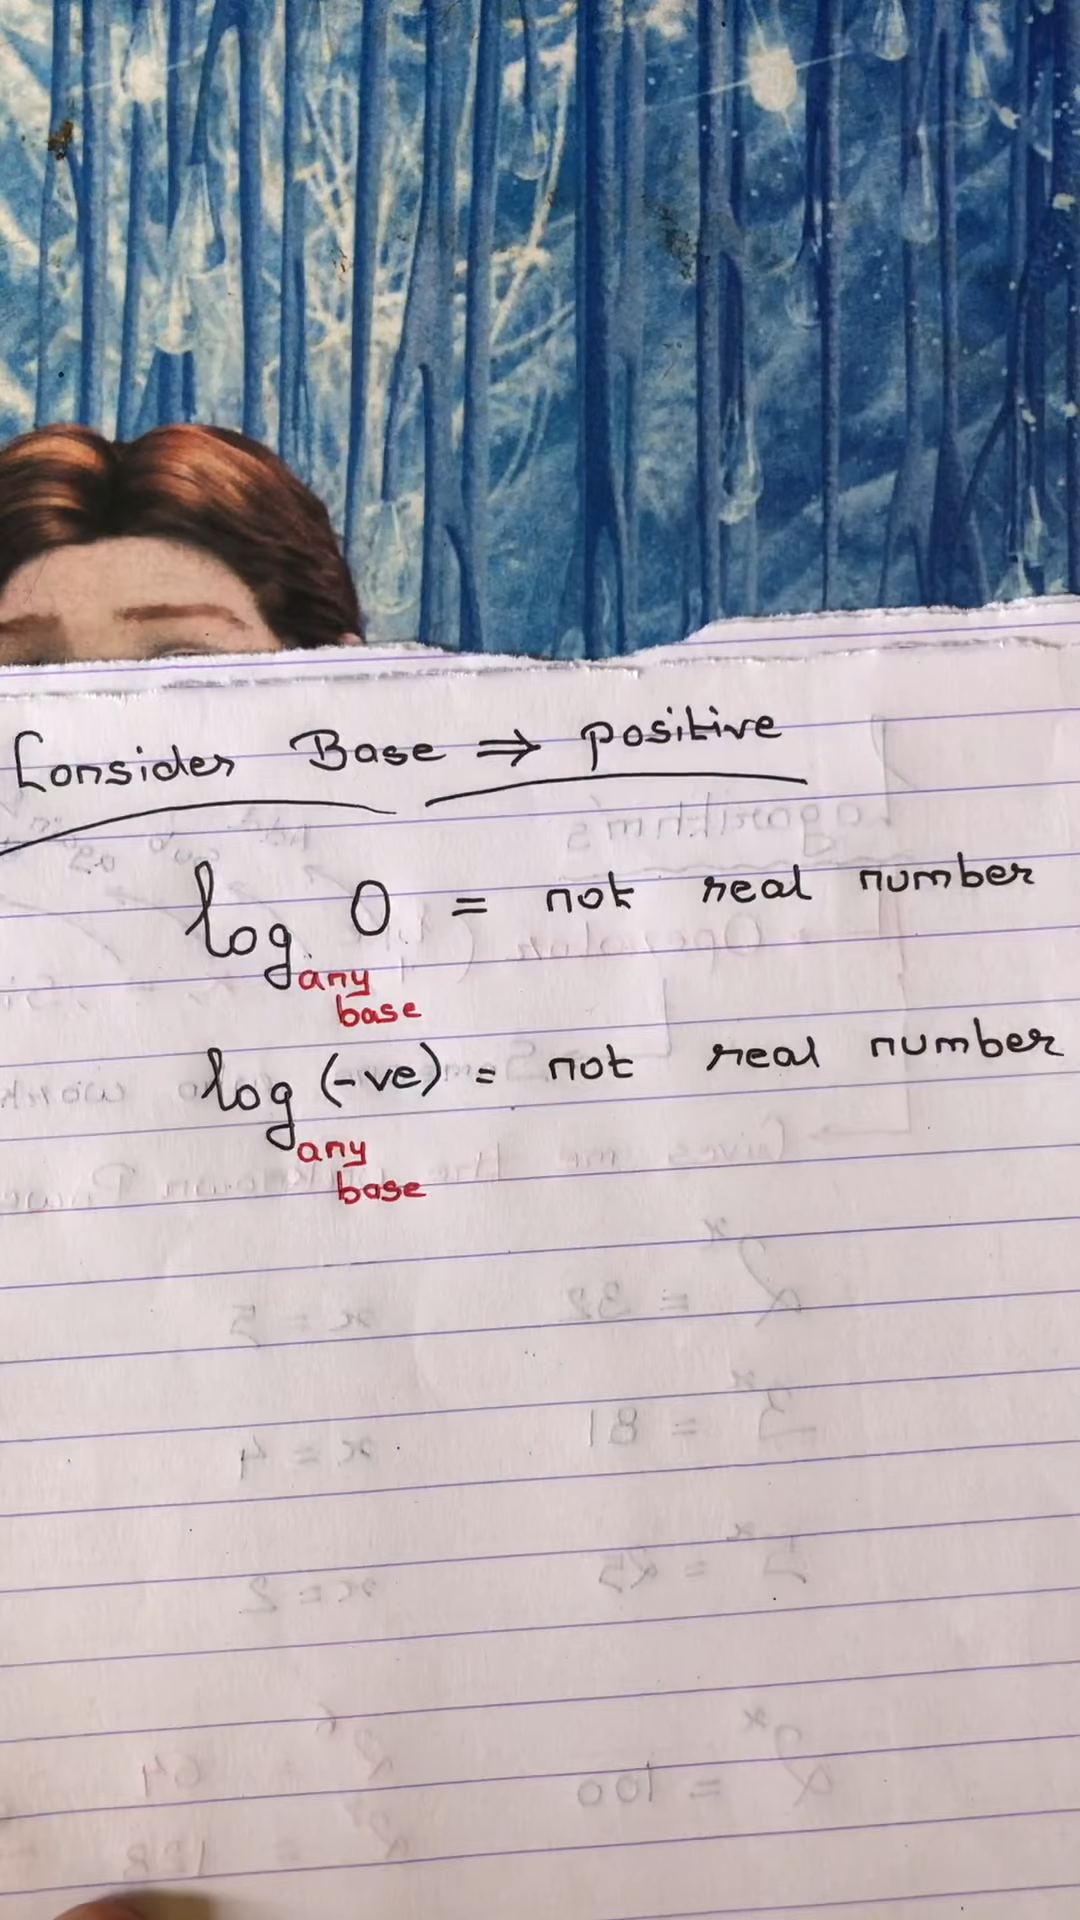 Consider Base ⇒ positive
log any base 0 = not real number
log any base (-ve) = not real number